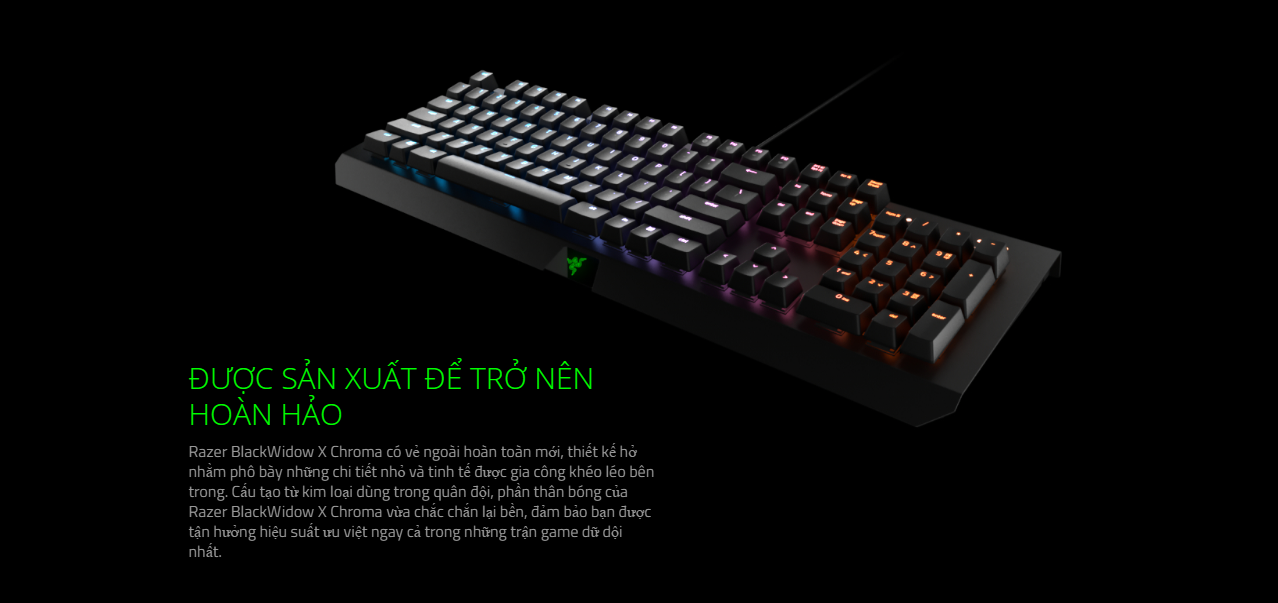 ĐƯỢC SẢN XUẤT ĐỂ TRỞ NÊN
HOÀN HẢO
Razer BlackWidow X Chroma có vẻ ngoài hoàn toàn mới, thiết kế hở
nhằm phô bày những chi tiết nhỏ và tinh tế được gia công khéo léo bên
trong. Cấu tạo từ kim loại dùng trong quân đội, phần thân bóng của
Razer BlackWidow X Chroma vừa chắc chắn lại bền, đảm bảo bạn được
tận hưởng hiệu suất ưu việt ngay cả trong những trận game dữ dội
nhất.